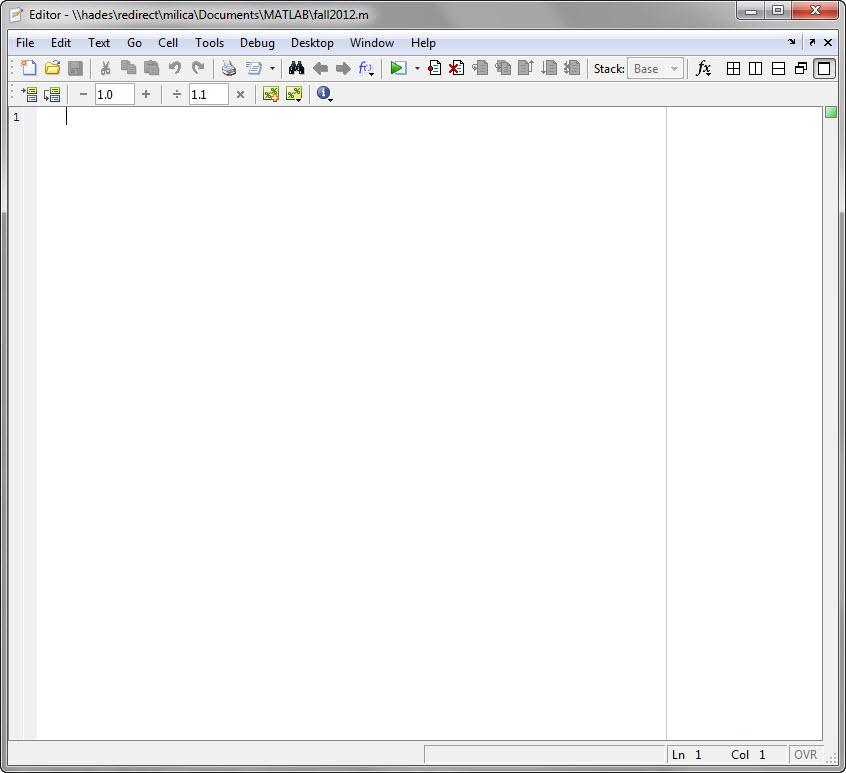 Editor - \\hades\redirect\milica\Documents\MATLAB\fall2012.m
File Edit Text Go Cell Tools Debug Desktop Window Help
Stack: Base fx
1.0 1.1
1
Ln 1 Col 1 OVR